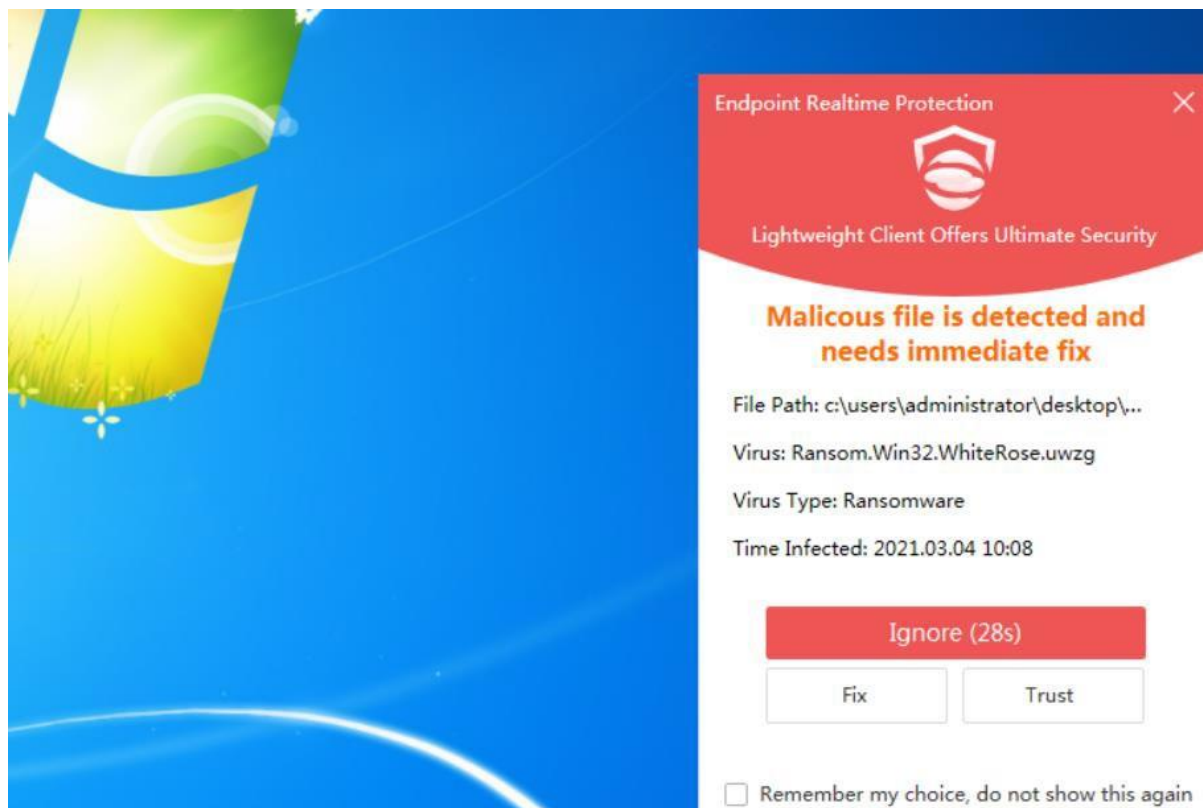 Endpoint Realtime Protection
Lightweight Client Offers Ultimate Security
Malicous file is detected and
needs immediate fix
File Path: c:\users\administrator\desktop\...
Virus: Ransom.Win32.WhiteRose.uwzg
Virus Type: Ransomware
Time Infected: 2021.03.04 10:08
Ignore (28s)
Fix
Trust
Remember my choice, do not show this again